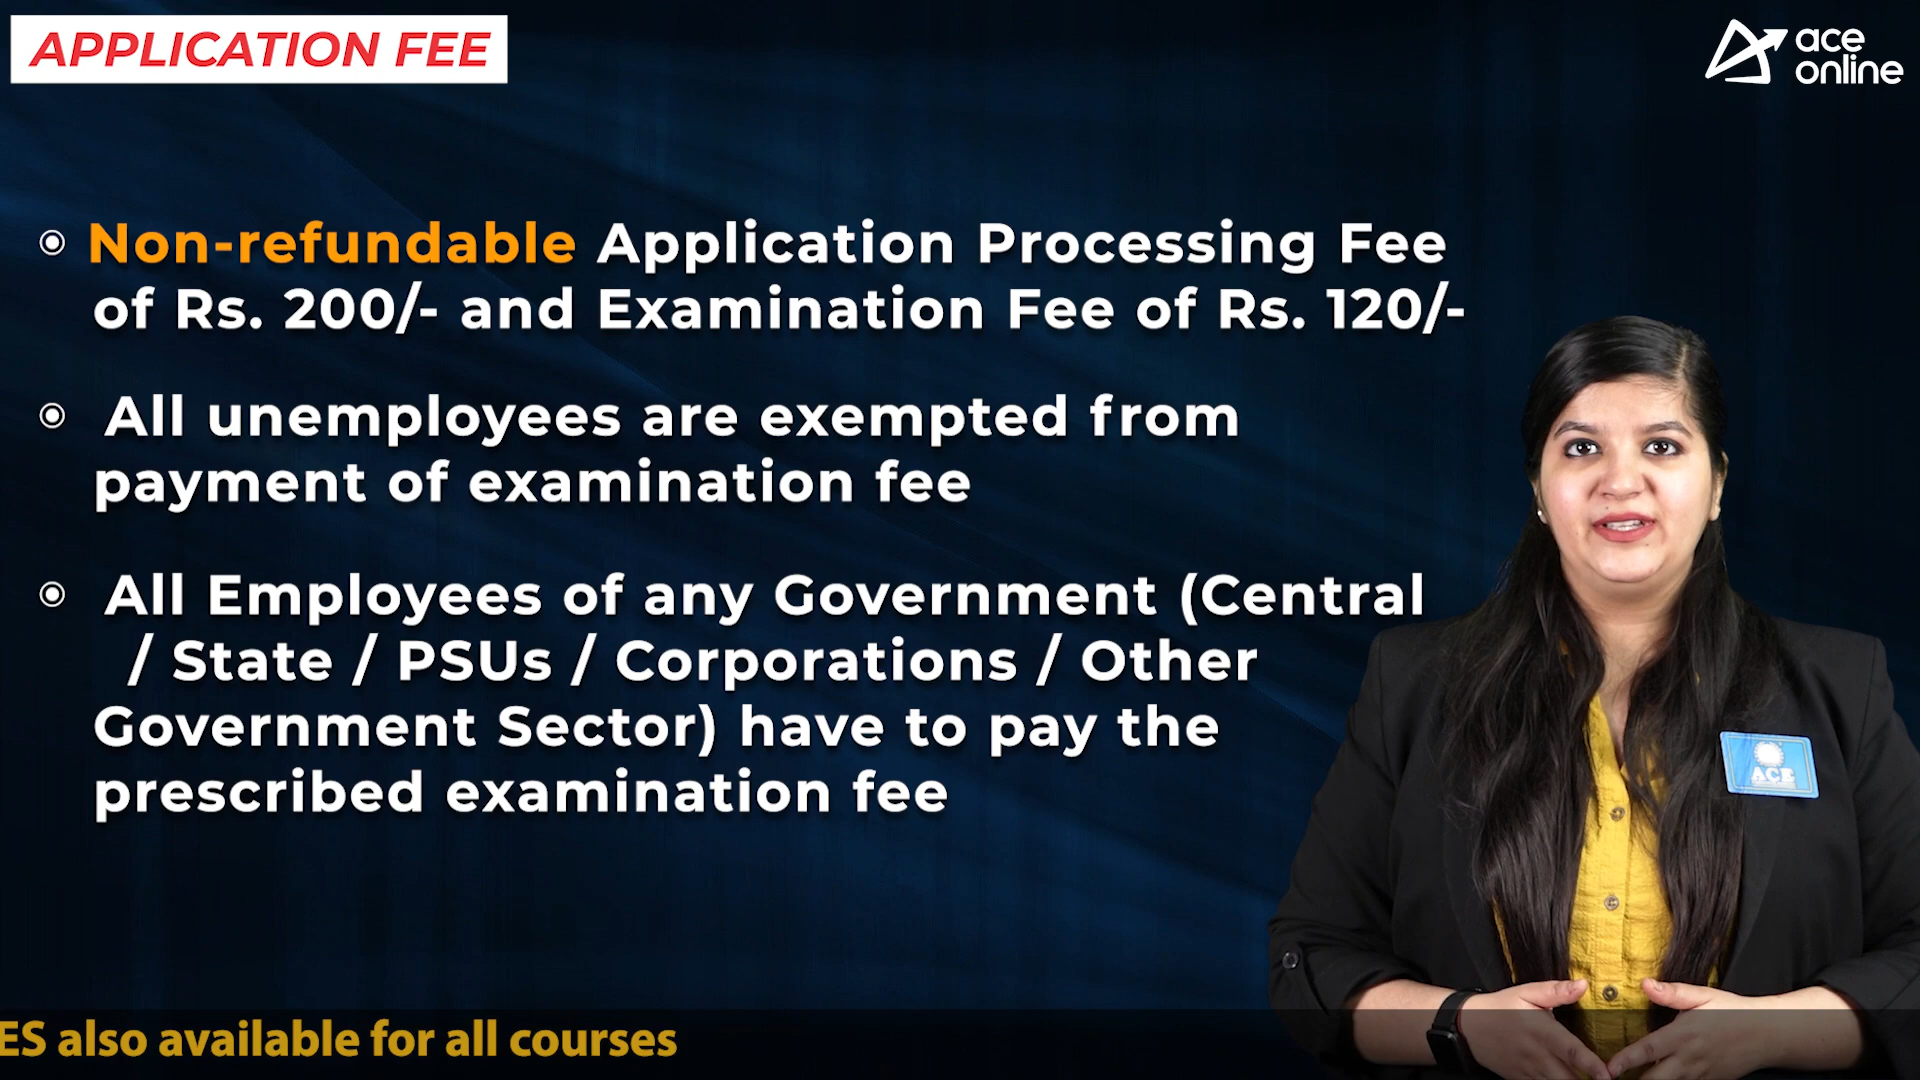 APPLICATION FEE
ace
online
Non-refundable Application Processing Fee
of Rs. 200/- and Examination Fee of Rs. 120/-
All unemployees are exempted from
payment of examination fee
All Employees of any Government (Central
/ State / PSUs / Corporations / Other
Government Sector) have to pay the
prescribed examination fee
ACE
ES also available for all courses